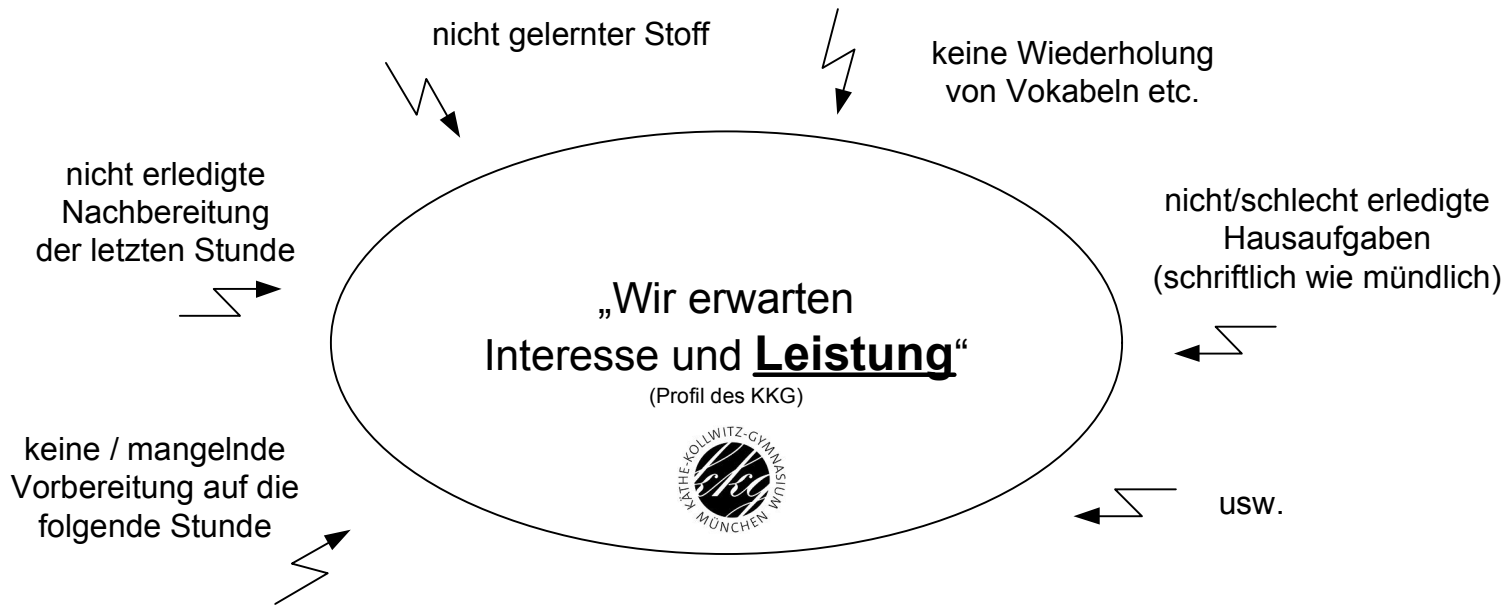 nicht gelernter Stoff
keine Wiederholung
von Vokabeln etc.
nicht erledigte
Nachbereitung
der letzten Stunde
nicht/schlecht erledigte
Hausaufgaben
(schriftlich wie mündlich)
„Wir erwarten
Interesse und Leistung“
(Profil des KKG)
KÄTHE-KOLLWITZ-GYMNASIUM
kkg
MÜNCHEN
keine / mangelnde
Vorbereitung auf die
folgende Stunde
usw.